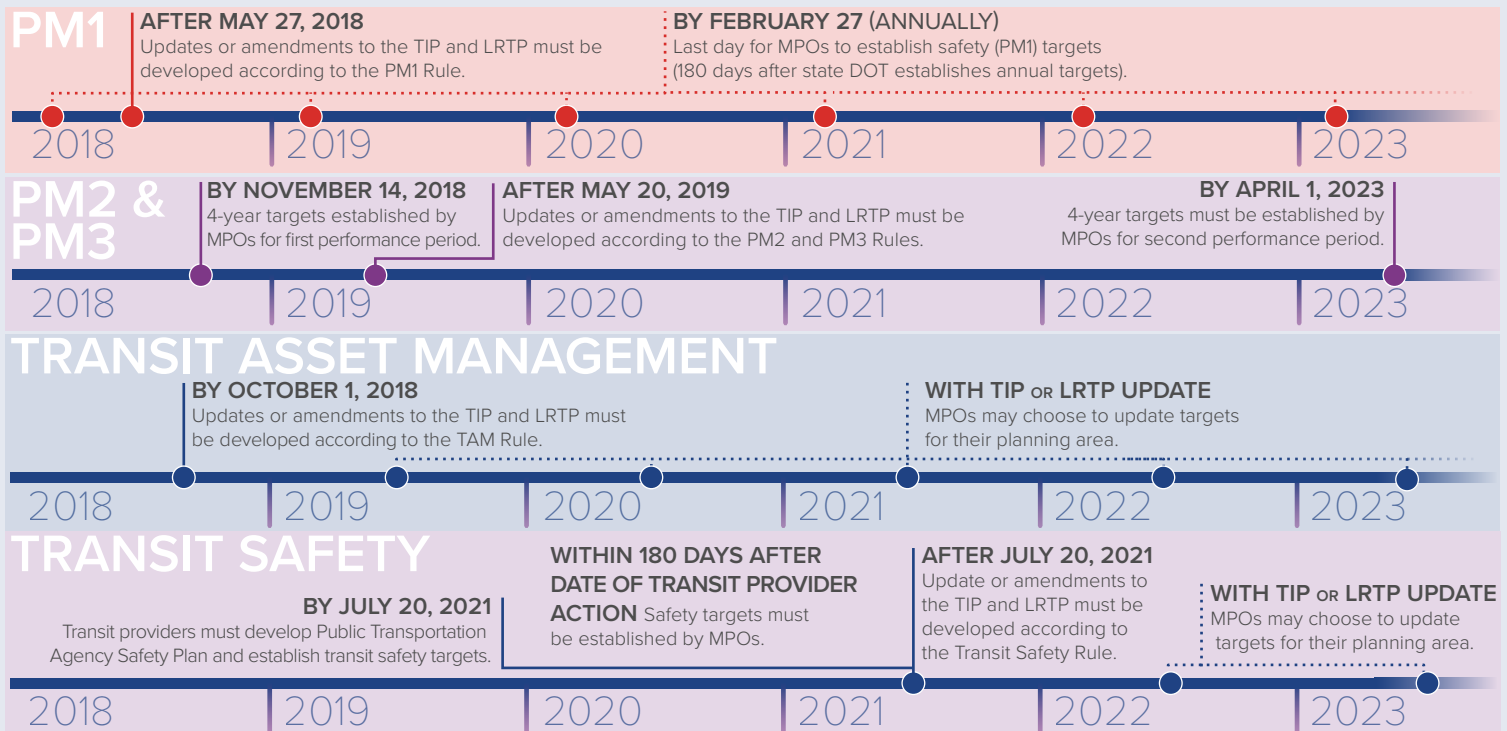 PM1
AFTER MAY 27, 2018
Updates or amendments to the TIP and LRTP must be
developed according to the PM1 Rule.
BY FEBRUARY 27 (ANNUALLY)
Last day for MPOs to establish safety (PM1) targets
(180 days after state DOT establishes annual targets).
2018 2019 2020 2021 2022 2023
PM2 &
PM3
BY NOVEMBER 14, 2018
4-year targets established by
MPOs for first performance period.
AFTER MAY 20, 2019
Updates or amendments to the TIP and LRTP must be
developed according to the PM2 and PM3 Rules.
BY APRIL 1, 2023
4-year targets must be established by
MPOs for second performance period.
2018 2019 2020 2021 2022 2023
TRANSIT ASSET MANAGEMENT
BY OCTOBER 1, 2018
Updates or amendments to the TIP and LRTP must
be developed according to the TAM Rule.
WITH TIP OR LRTP UPDATE
MPOs may choose to update targets
for their planning area.
2018 2019 2020 2021 2022 2023
TRANSIT SAFETY
BY JULY 20, 2021
Transit providers must develop Public Transportation
Agency Safety Plan and establish transit safety targets.
WITHIN 180 DAYS AFTER
DATE OF TRANSIT PROVIDER
ACTION Safety targets must
be established by MPOs.
AFTER JULY 20, 2021
Update or amendments to
the TIP and LRTP must be
developed according to
the Transit Safety Rule.
WITH TIP OR LRTP UPDATE
MPOs may choose to update
targets for their planning area.
2018 2019 2020 2021 2022 2023